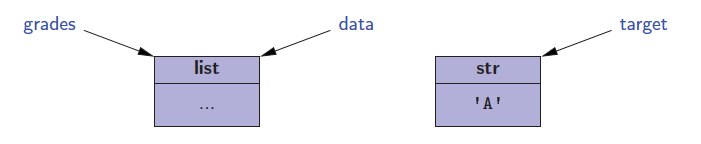 grades
data
target
list
str
...
'A'